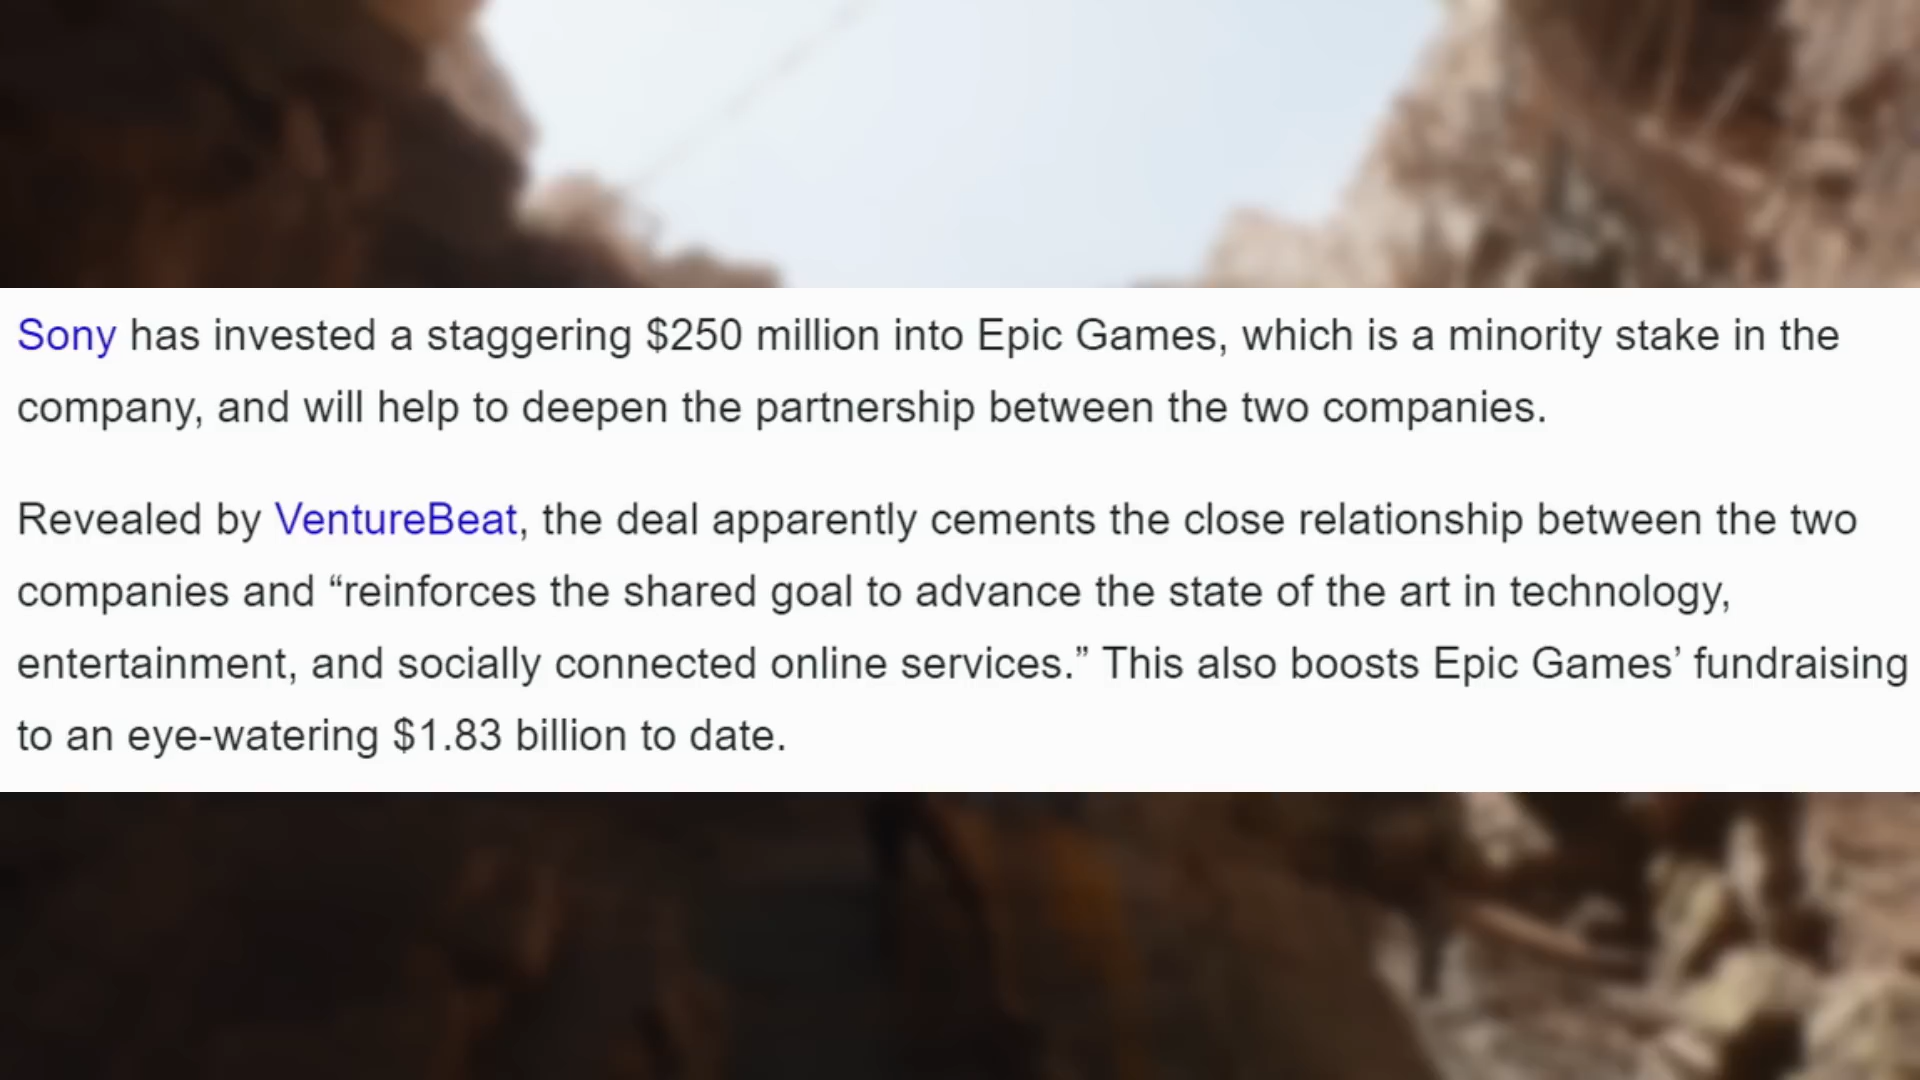 Sony has invested a staggering $250 million into Epic Games, which is a minority stake in the
company, and will help to deepen the partnership between the two companies.
Revealed by VentureBeat, the deal apparently cements the close relationship between the two
companies and “reinforces the shared goal to advance the state of the art in technology,
entertainment, and socially connected online services.” This also boosts Epic Games’ fundraising
to an eye-watering $1.83 billion to date.